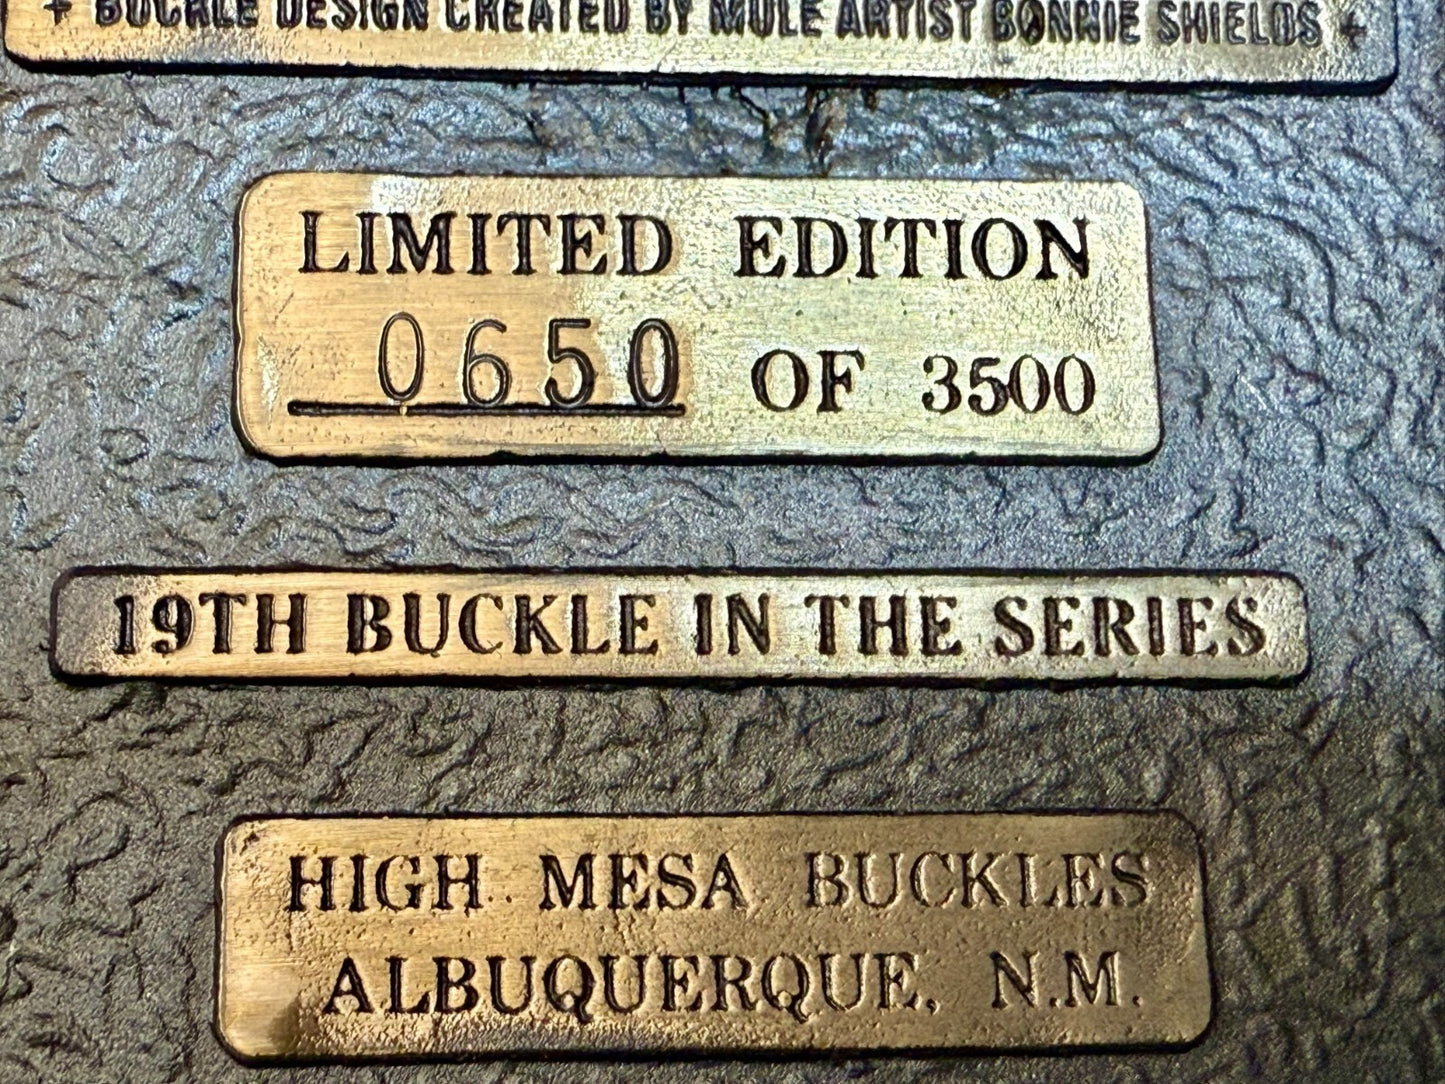 + BUCKLE DESIGN CREATED BY MULE ARTIST BONNIE SHIELDS +
LIMITED EDITION
0650 OF 3500
19TH BUCKLE IN THE SERIES
HIGH MESA BUCKLES
ALBUQUERQUE, N.M.